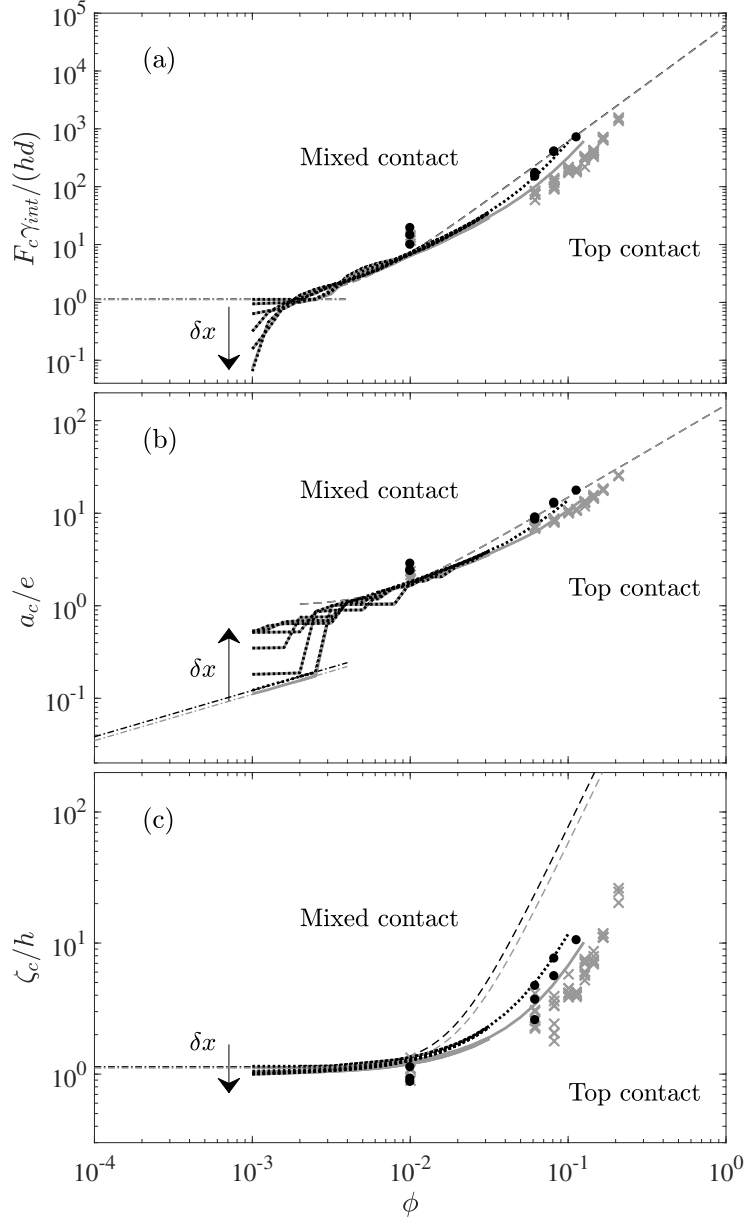 10^5
(a)
10^4
Mixed contact
10^3
F_cγ_{int}/(hd)
10^2
Top contact
10^1
10^0
δx
10^{-1}
10^2
(b)
Mixed contact
10^1
a_c/e
Top contact
10^0
δx
10^{-1}
10^2
(c)
Mixed contact
10^1
ζ_c/h
δx
10^0
Top contact
10^{-4} 10^{-3} 10^{-2} 10^{-1} 10^0
ϕ